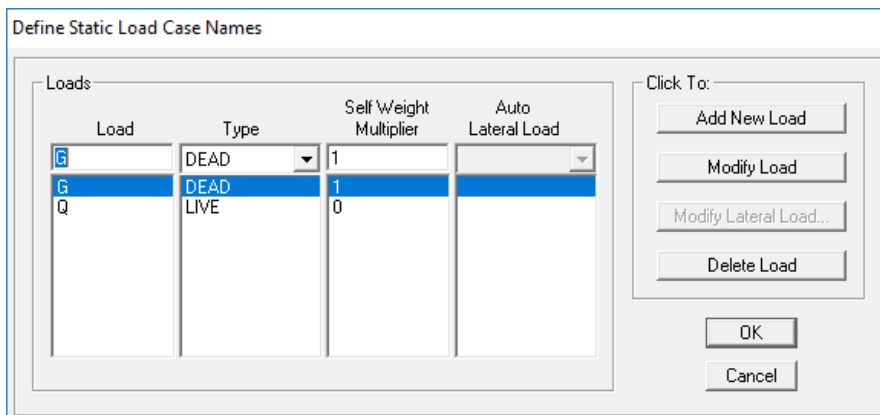 Define Static Load Case Names
Loads
Load Type Self Weight Multiplier Auto Lateral Load
G DEAD 1
G DEAD 1
Q LIVE 0
Click To:
Add New Load
Modify Load
Modify Lateral Load...
Delete Load
OK
Cancel